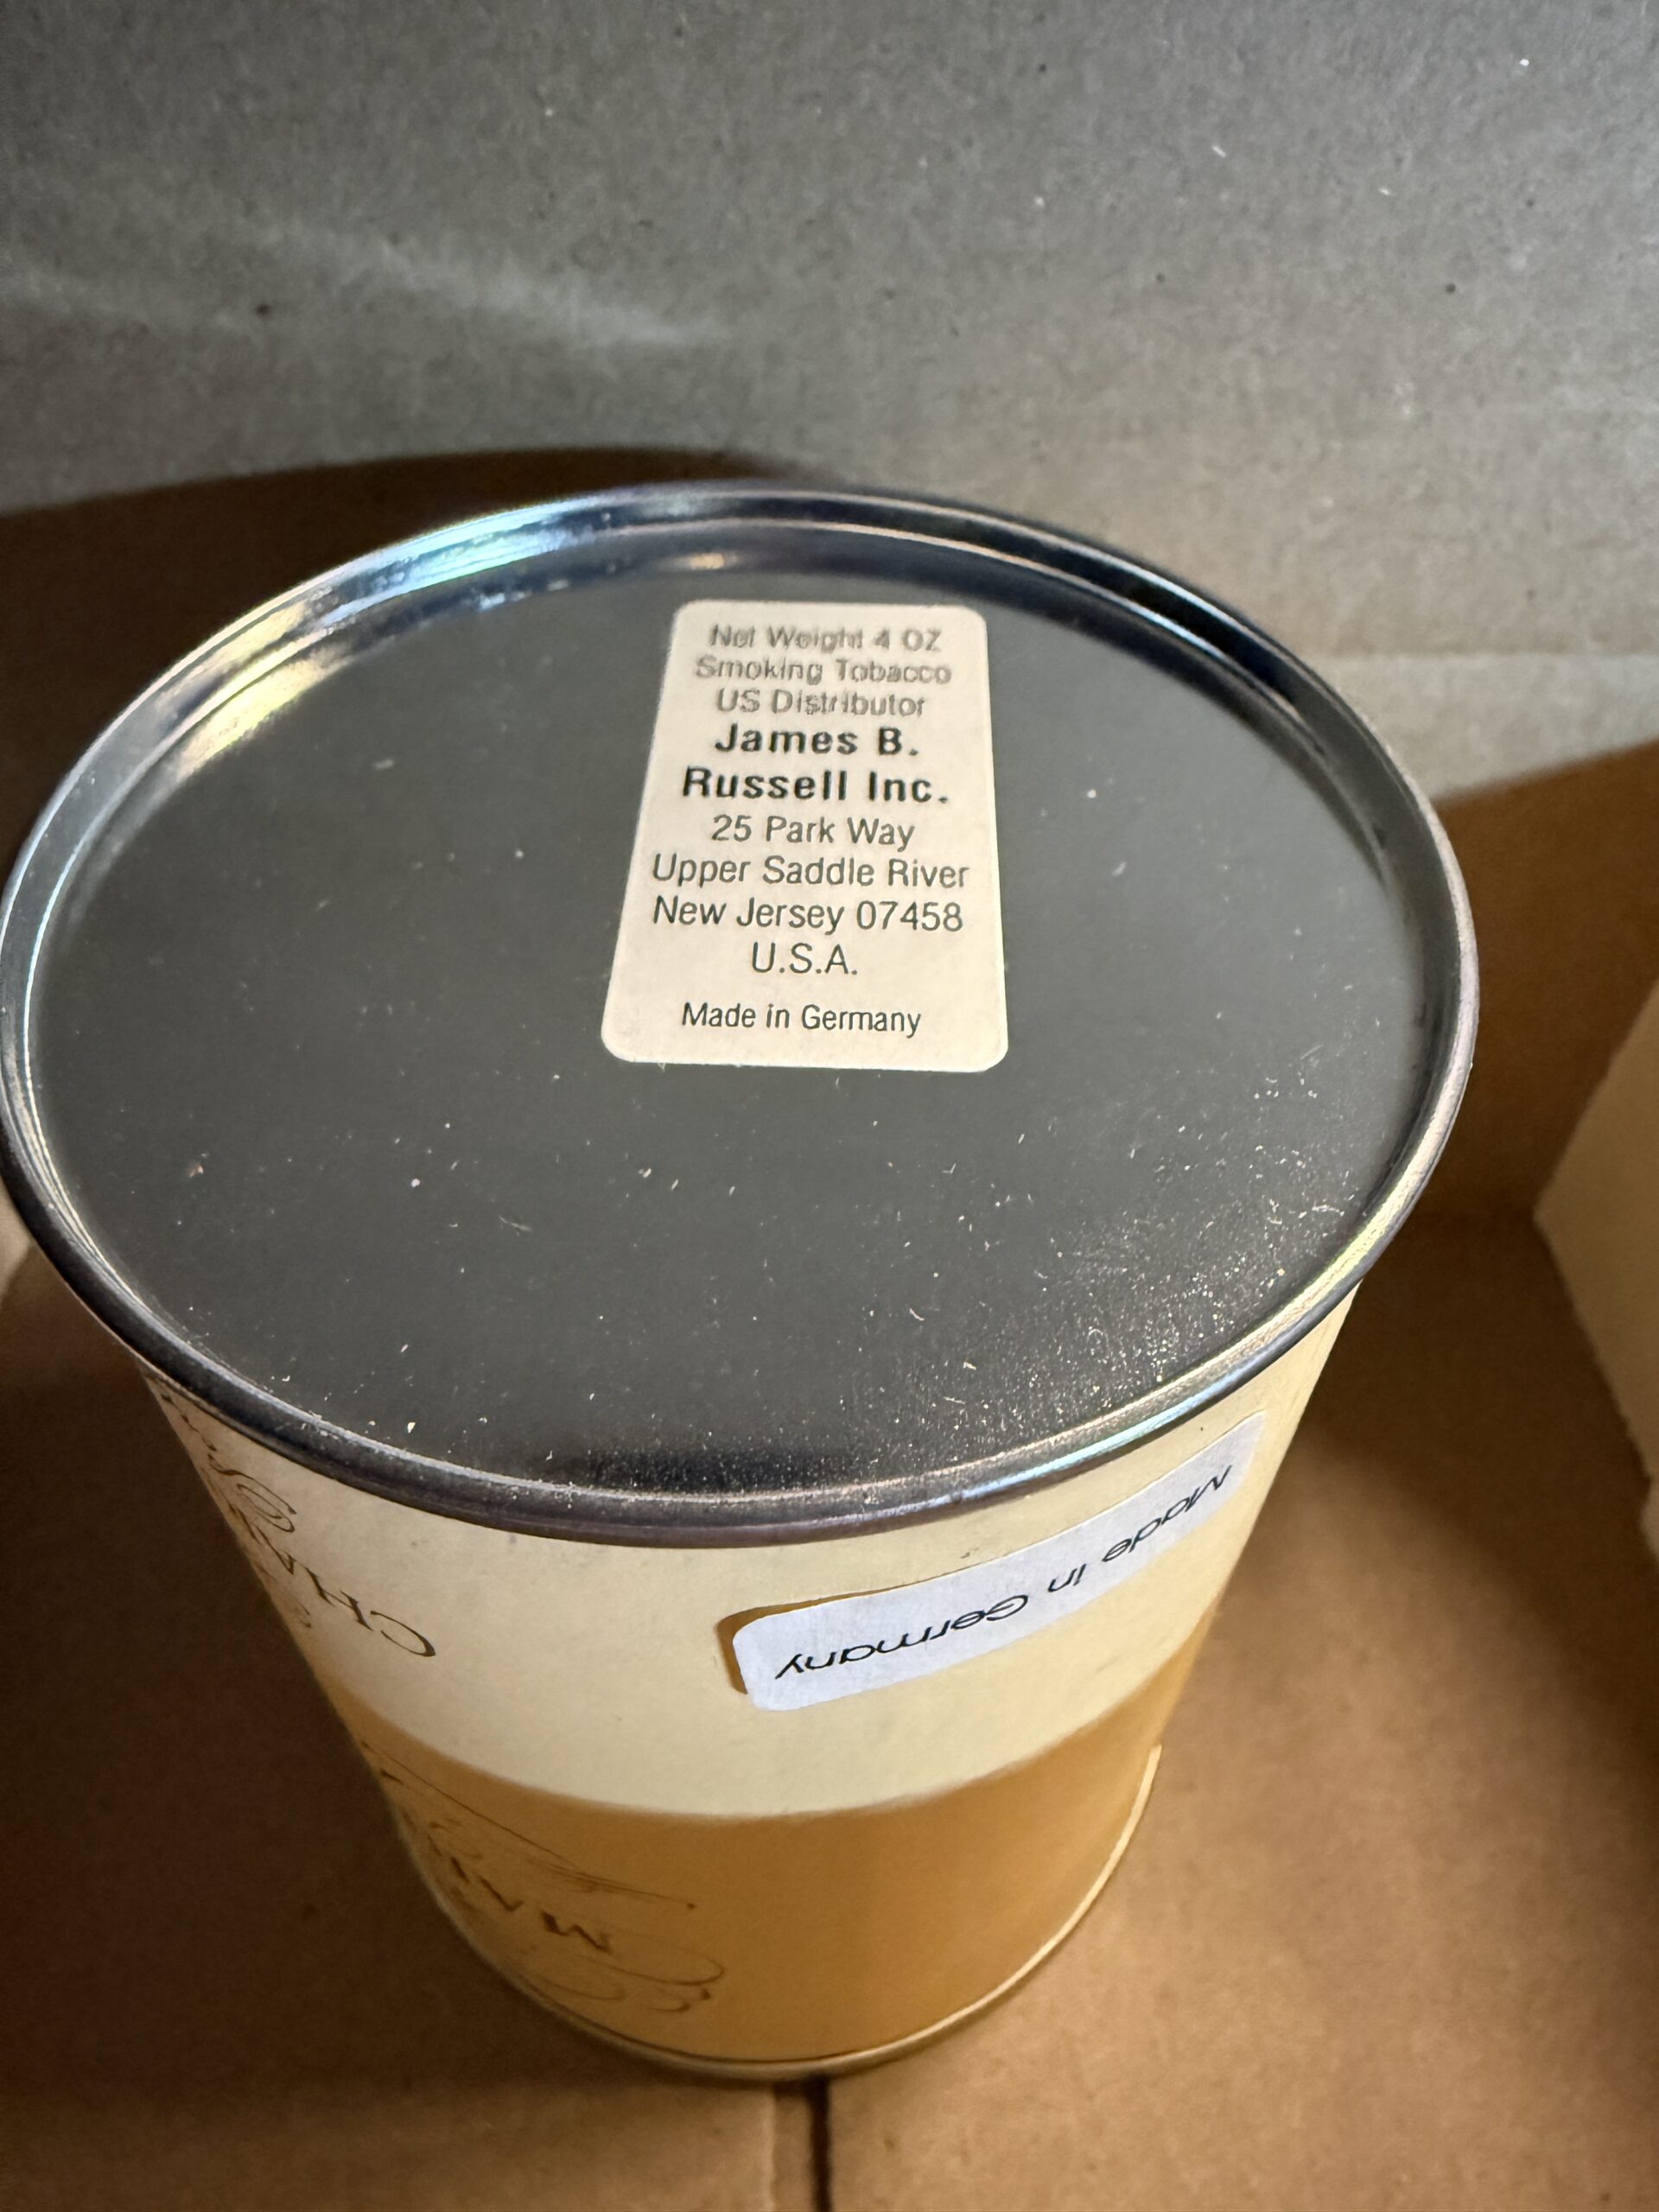 Net Weight 4 OZ
Smoking Tobacco
US Distributor
James B.
Russell Inc.
25 Park Way
Upper Saddle River
New Jersey 07458
U.S.A.
Made in Germany
Made in Germany